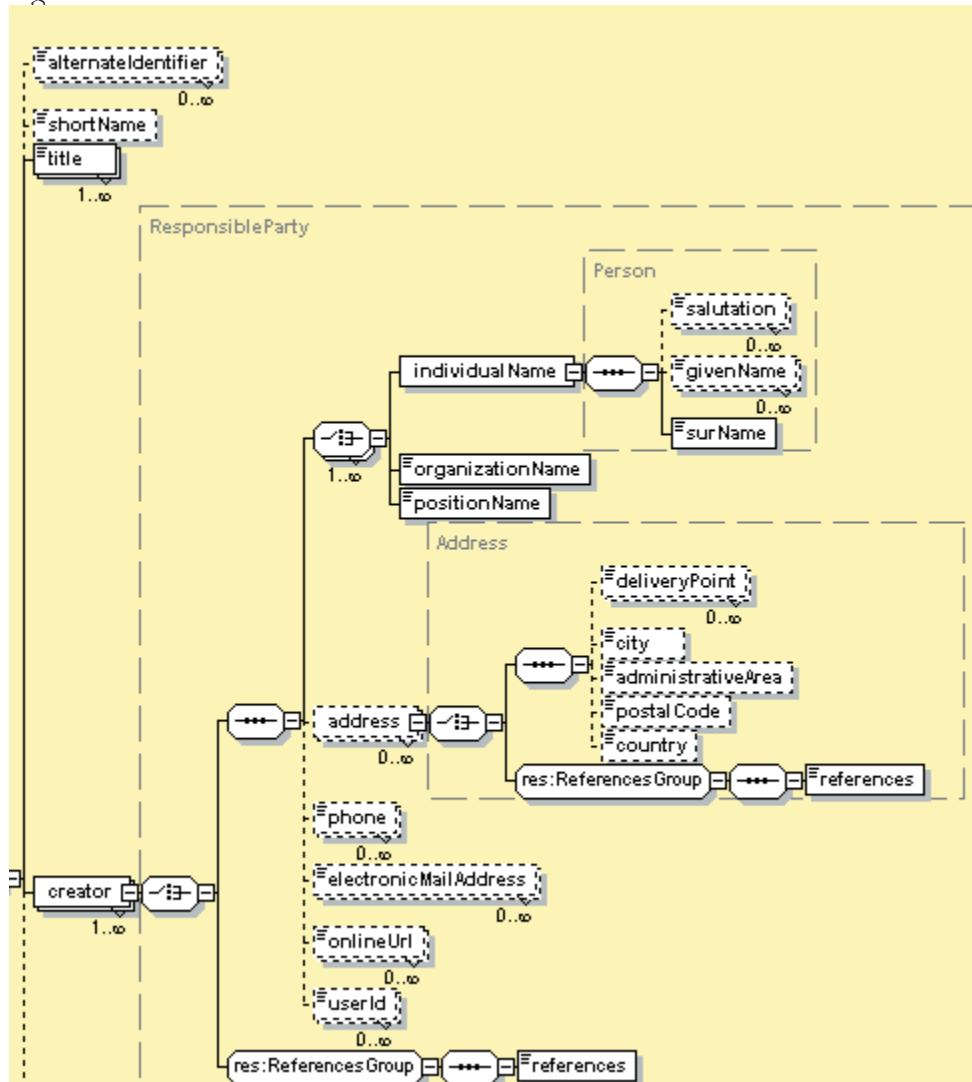 alternateIdentifier
0..∞
shortName
title
1..∞
ResponsibleParty
Person
salutation
0..∞
individualName
givenName
0..∞
surName
1..∞
organizationName
positionName
Address
deliveryPoint
0..∞
city
administrativeArea
postalCode
country
address
0..∞
res:ReferencesGroup
references
phone
0..∞
electronicMailAddress
0..∞
creator
1..∞
onlineUrl
0..∞
userId
0..∞
res:ReferencesGroup
references